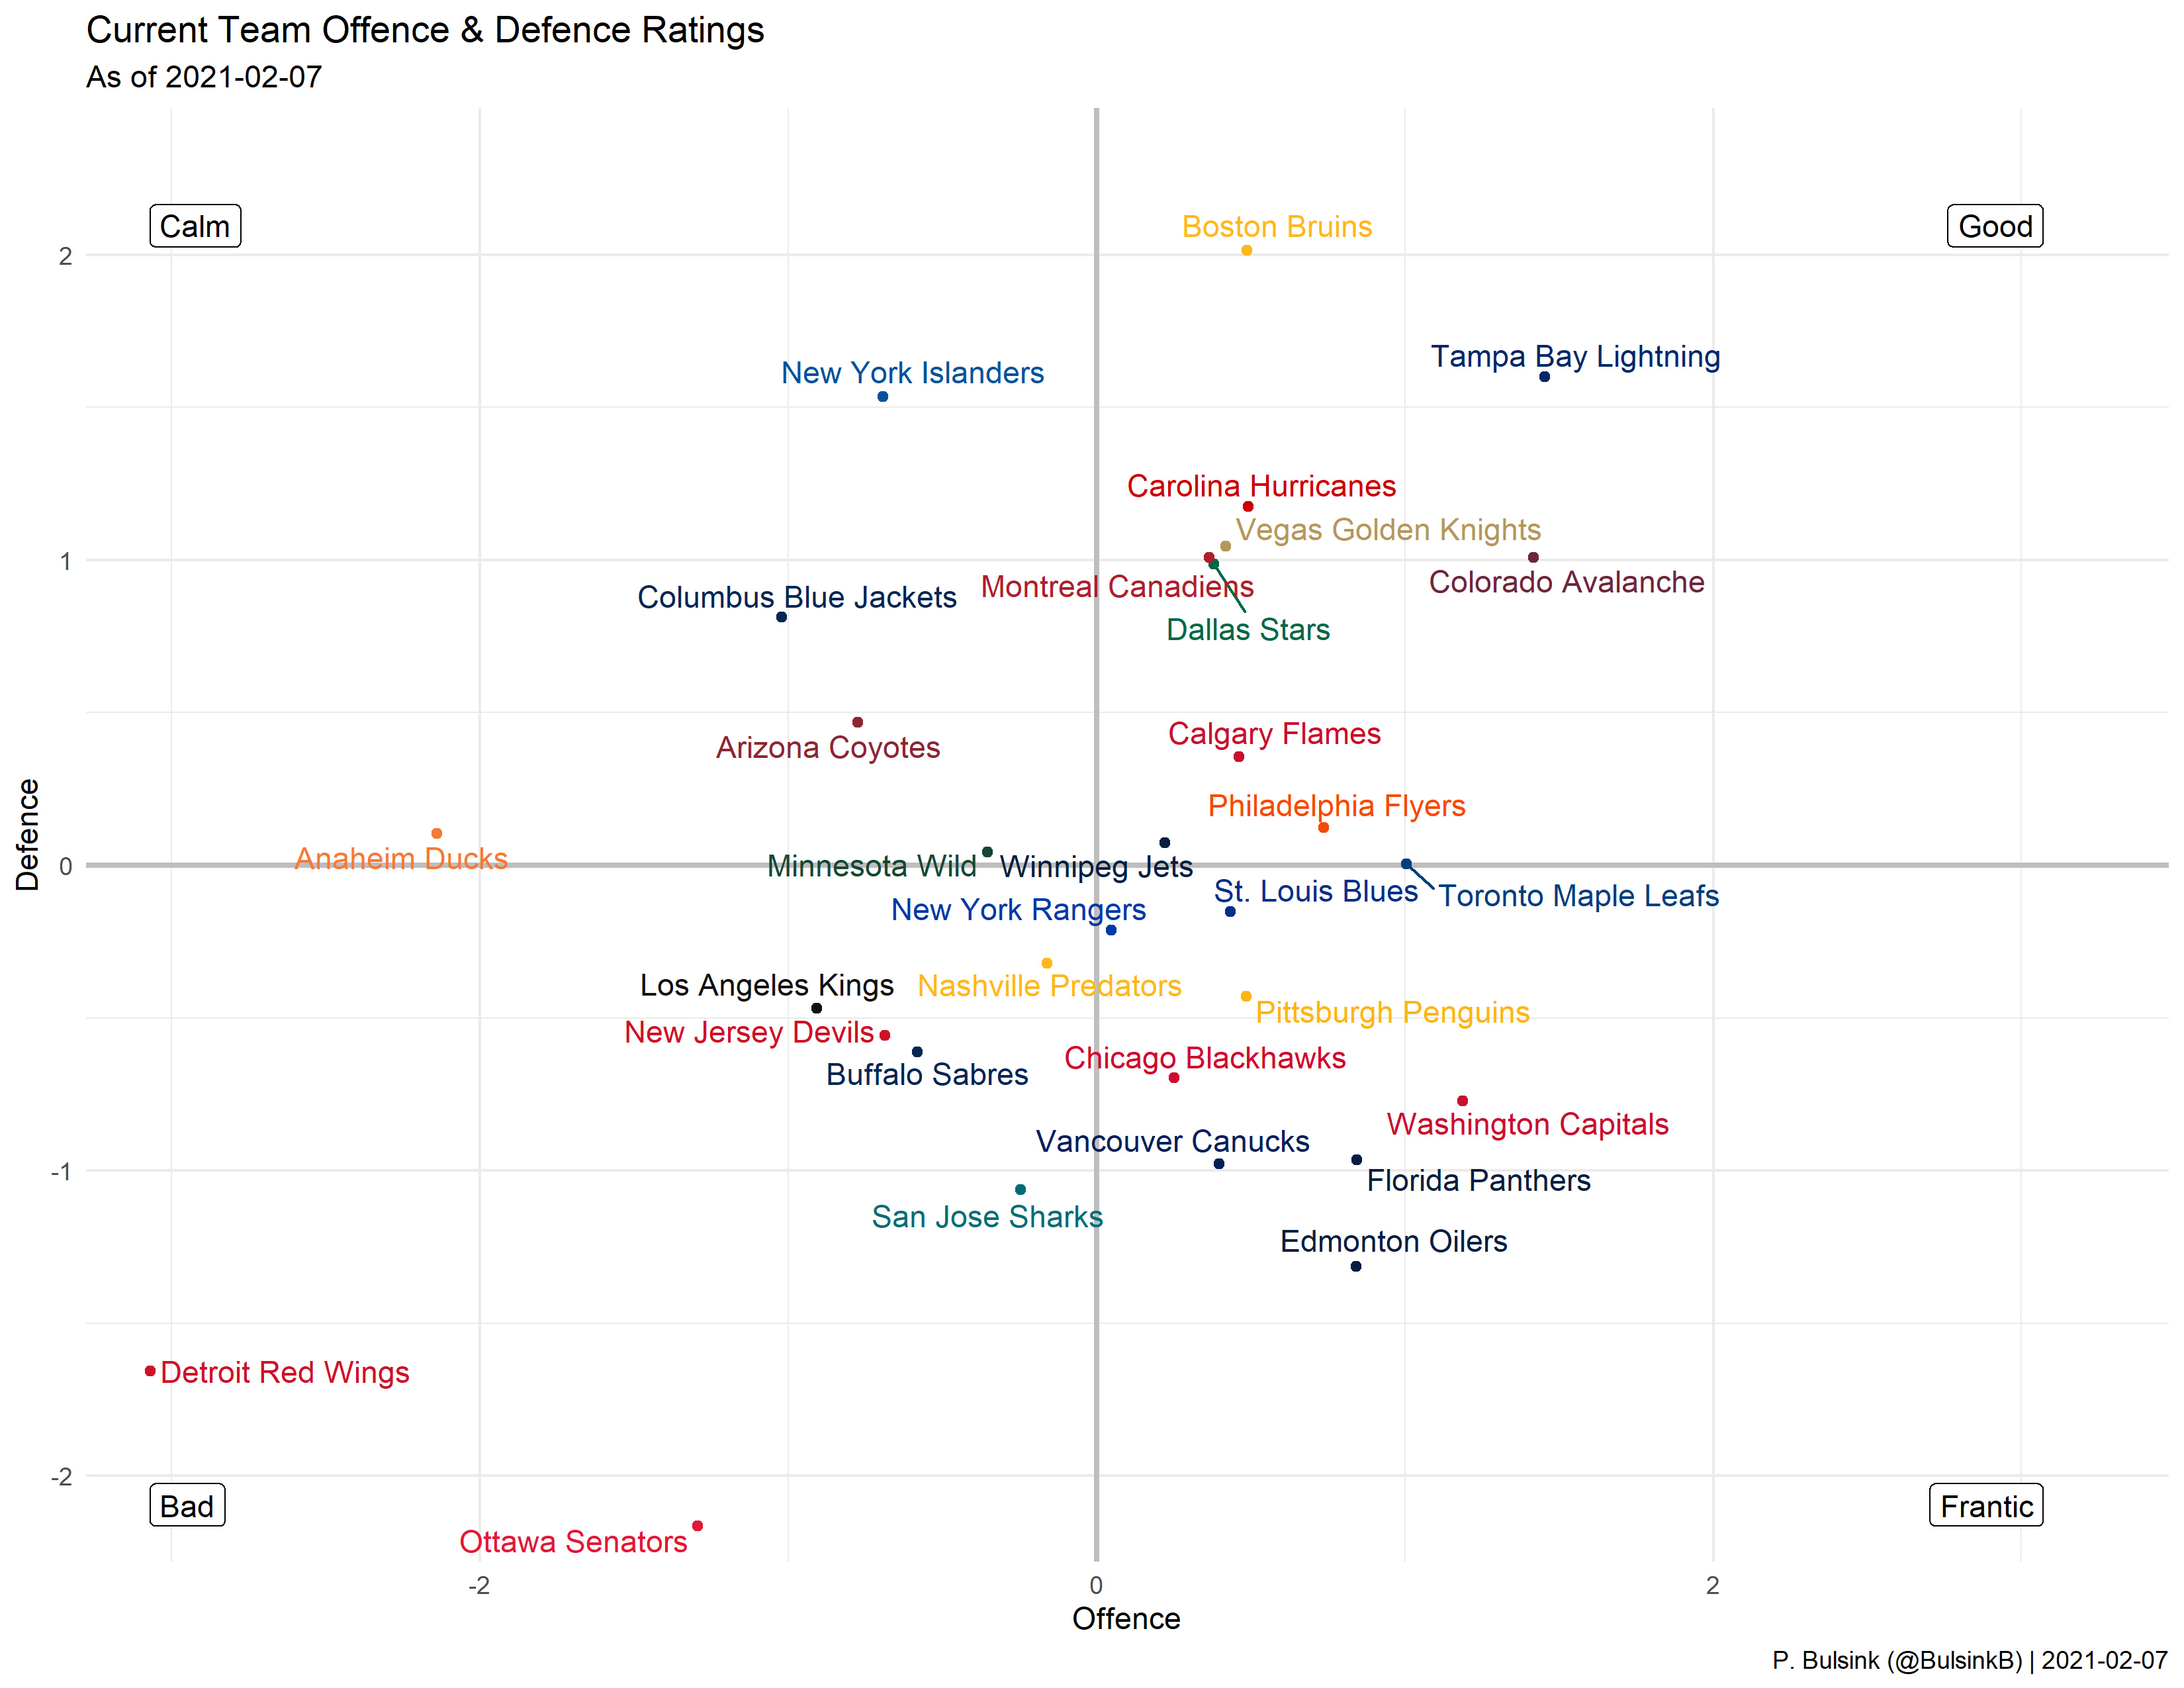 Current Team Offence & Defence Ratings
As of 2021-02-07
Calm
Good
Boston Bruins
2
Tampa Bay Lightning
New York Islanders
Carolina Hurricanes
Vegas Golden Knights
1
Montreal Canadiens
Colorado Avalanche
Columbus Blue Jackets
Dallas Stars
Calgary Flames
Arizona Coyotes
Philadelphia Flyers
Defence
Anaheim Ducks
0
Minnesota Wild
Winnipeg Jets
St. Louis Blues
Toronto Maple Leafs
New York Rangers
Los Angeles Kings
Nashville Predators
Pittsburgh Penguins
New Jersey Devils
Chicago Blackhawks
Buffalo Sabres
Washington Capitals
Vancouver Canucks
-1
Florida Panthers
San Jose Sharks
Edmonton Oilers
Detroit Red Wings
-2
Bad
Frantic
Ottawa Senators
-2
0
2
Offence
P. Bulsink (@BulsinkB) | 2021-02-07